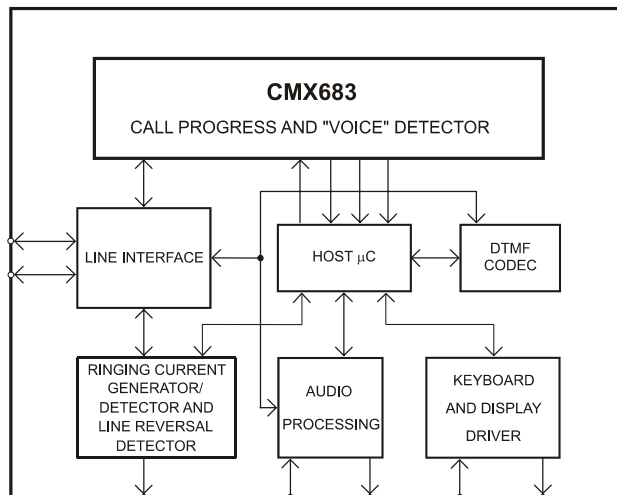 CMX683
CALL PROGRESS AND "VOICE" DETECTOR
LINE INTERFACE
HOST µC
DTMF
CODEC
RINGING CURRENT
GENERATOR/
DETECTOR AND
LINE REVERSAL
DETECTOR
AUDIO
PROCESSING
KEYBOARD
AND DISPLAY
DRIVER